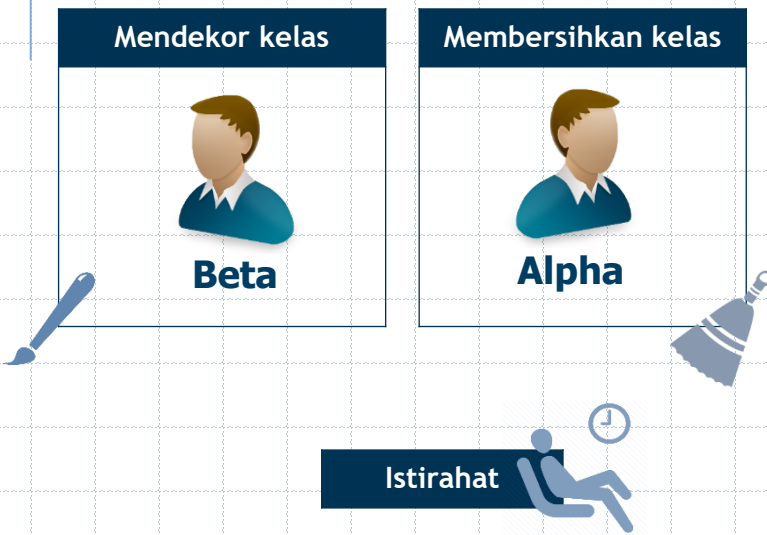 Mendekor kelas
Membersihkan kelas
Beta
Alpha
Istirahat